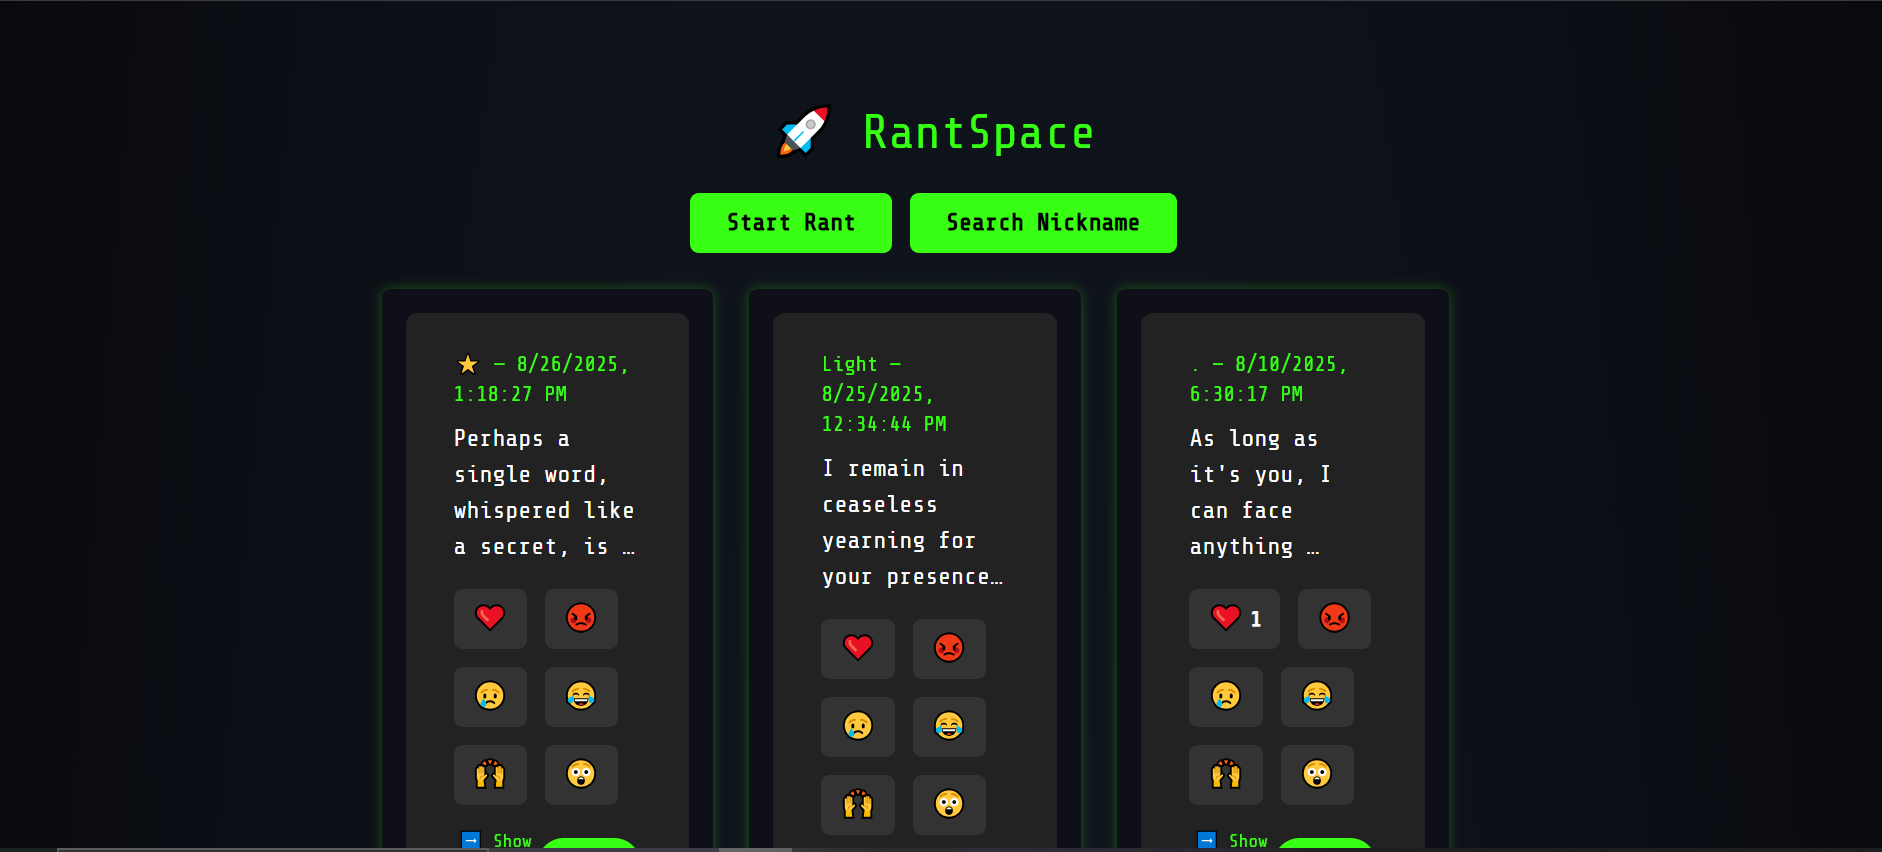 RantSpace
Start Rant
Search Nickname
— 8/26/2025,
1:18:27 PM
Perhaps a
single word,
whispered like
a secret, is …
Show
Light —
8/25/2025,
12:34:44 PM
I remain in
ceaseless
yearning for
your presence…
. — 8/10/2025,
6:30:17 PM
As long as
it's you, I
can face
anything …
1
Show